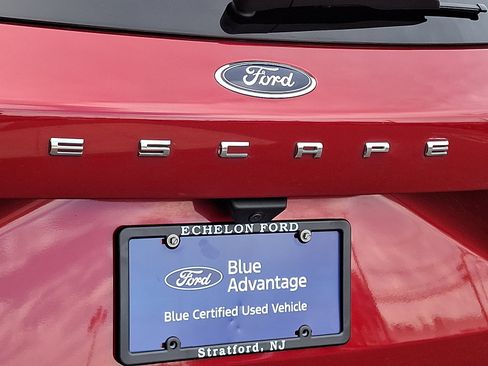 Ford
ESCAPE
ECHELON FORD
Ford Blue
Advantage
Blue Certified Used Vehicle
Stratford, NJ